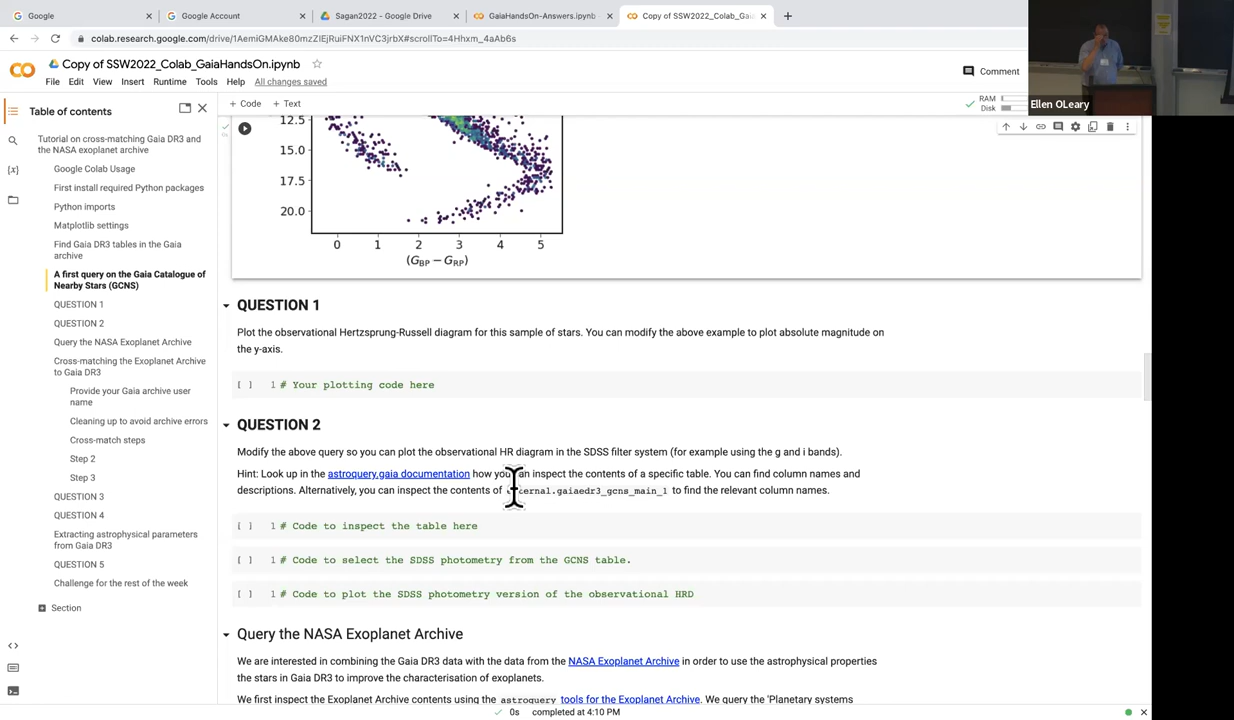 Google
Google Account
Sagan2022 – Google Drive
GaiaHandsOn-Answers.ipynb -
Copy of SSW2022_Colab_Gai
colab.research.google.com/drive/1AemiGMAke80mzZIEjRuiFNX1nVC3jrbX#scrollTo=4Hhxm_4aAb6s
Copy of SSW2022_Colab_GaiaHandsOn.ipynb
File Edit View Insert Runtime Tools Help All changes saved
Comment
Ellen OLeary
Table of contents
+ Code + Text
RAM
Disk
Tutorial on cross-matching Gaia DR3 and
the NASA exoplanet archive
Google Colab Usage
First install required Python packages
Python imports
Matplotlib settings
Find Gaia DR3 tables in the Gaia
archive
A first query on the Gaia Catalogue of
Nearby Stars (GCNS)
QUESTION 1
QUESTION 2
Query the NASA Exoplanet Archive
Cross-matching the Exoplanet Archive
to Gaia DR3
Provide your Gaia archive user
name
Cleaning up to avoid archive errors
Cross-match steps
Step 2
Step 3
QUESTION 3
QUESTION 4
Extracting astrophysical parameters
from Gaia DR3
QUESTION 5
Challenge for the rest of the week
Section
0s
12.5
15.0
17.5
20.0
0 1 2 3 4 5
(GBP − GRP)
QUESTION 1
Plot the observational Hertzsprung-Russell diagram for this sample of stars. You can modify the above example to plot absolute magnitude on
the y-axis.
[ ] 1 # Your plotting code here
QUESTION 2
Modify the above query so you can plot the observational HR diagram in the SDSS filter system (for example using the g and i bands).
Hint: Look up in the astroquery.gaia documentation how you can inspect the contents of a specific table. You can find column names and
descriptions. Alternatively, you can inspect the contents of external.gaiaedr3_gcns_main_1 to find the relevant column names.
[ ] 1 # Code to inspect the table here
[ ] 1 # Code to select the SDSS photometry from the GCNS table.
[ ] 1 # Code to plot the SDSS photometry version of the observational HRD
Query the NASA Exoplanet Archive
We are interested in combining the Gaia DR3 data with the data from the NASA Exoplanet Archive in order to use the astrophysical properties
the stars in Gaia DR3 to improve the characterisation of exoplanets.
We first inspect the Exoplanet Archive contents using the astroquery tools for the Exoplanet Archive. We query the 'Planetary systems
0s completed at 4:10 PM